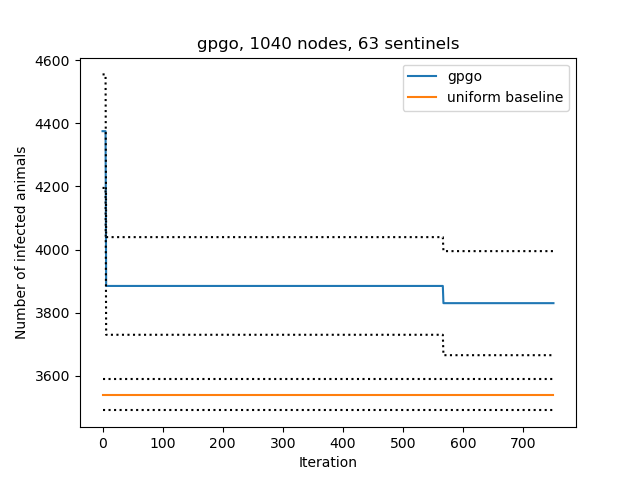 gpgo, 1040 nodes, 63 sentinels
gpgo
uniform baseline
Number of infected animals
4600
4400
4200
4000
3800
3600
0 100 200 300 400 500 600 700
Iteration